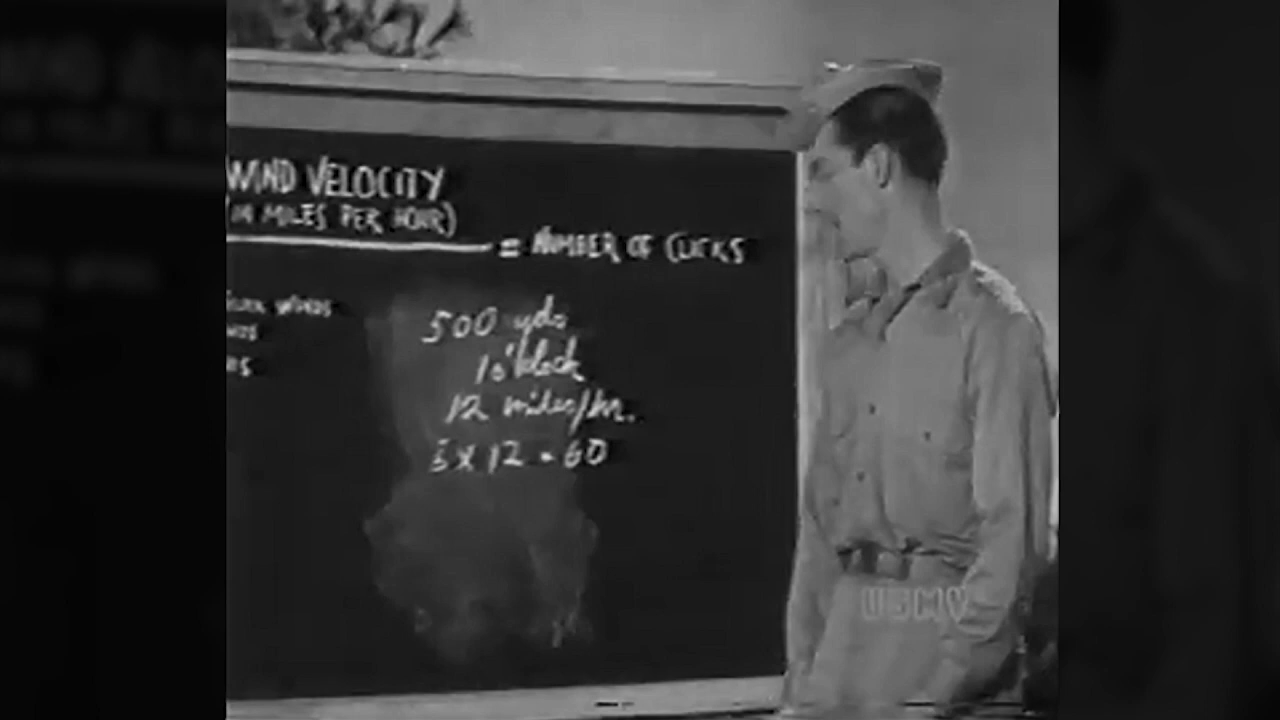 WIND VELOCITY
(IN MILES PER HOUR)
= NUMBER OF CLICKS
WINDS
500 yds
1 o'clock
12 miles/hr.
5 x 12 = 60